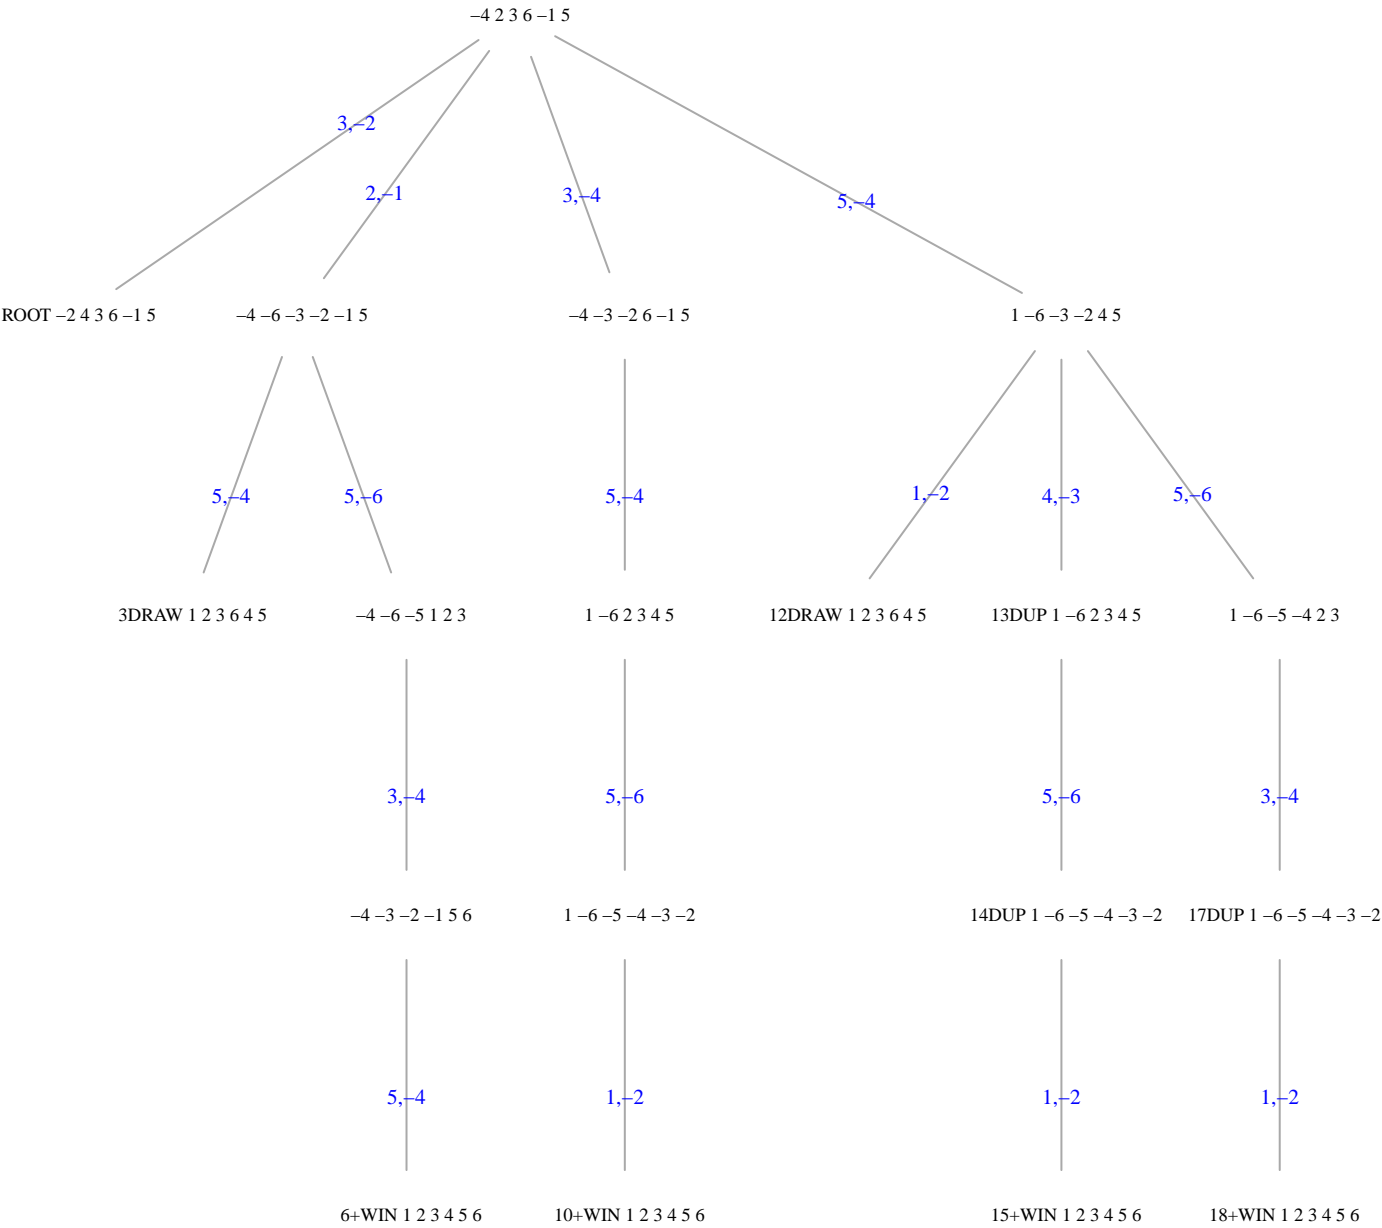 –4 2 3 6 –1 5
3,–2
2,–1
3,–4
5,–4
ROOT –2 4 3 6 –1 5
–4 –6 –3 –2 –1 5
–4 –3 –2 6 –1 5
1 –6 –3 –2 4 5
5,–4
5,–6
5,–4
1,–2
4,–3
5,–6
3DRAW 1 2 3 6 4 5
–4 –6 –5 1 2 3
1 –6 2 3 4 5
12DRAW 1 2 3 6 4 5
13DUP 1 –6 2 3 4 5
1 –6 –5 –4 2 3
3,–4
5,–6
5,–6
3,–4
–4 –3 –2 –1 5 6
1 –6 –5 –4 –3 –2
14DUP 1 –6 –5 –4 –3 –2
17DUP 1 –6 –5 –4 –3 –2
5,–4
1,–2
1,–2
1,–2
6+WIN 1 2 3 4 5 6
10+WIN 1 2 3 4 5 6
15+WIN 1 2 3 4 5 6
18+WIN 1 2 3 4 5 6